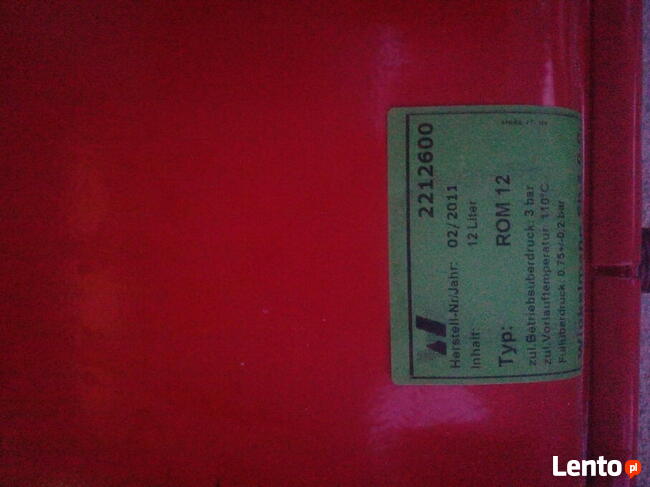 2212600
Herstell-Nr/Jahr: 02/2011
Inhalt: 12 Liter
Typ: ROM 12
zul.Betriebsüberdruck: 3 bar
zul.Vorlauftemperatur: 110°C
Füllüberdruck: 0.75+/-0.2 bar
Lento.pl